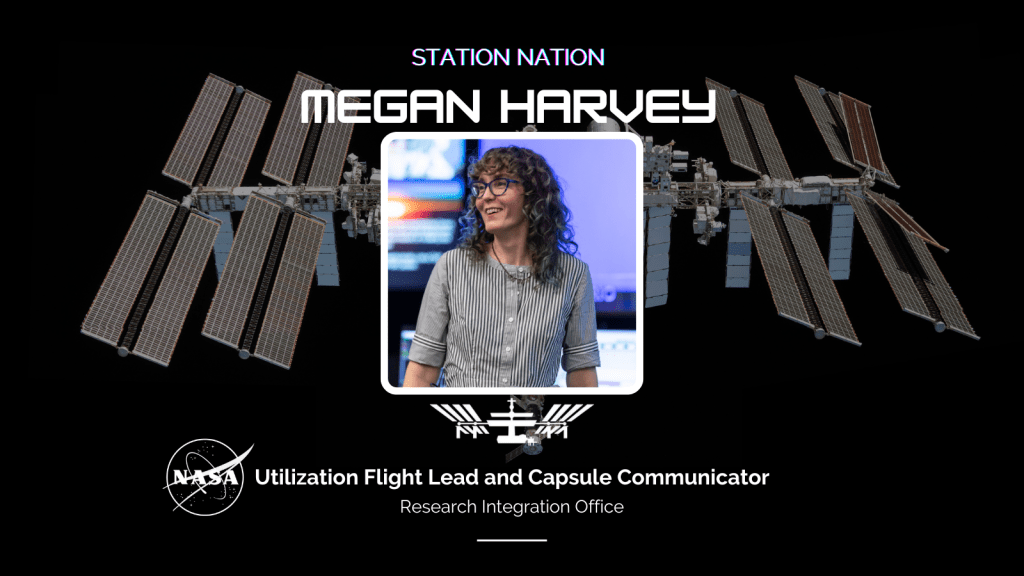 STATION NATION
MEGAN HARVEY
NASA
Utilization Flight Lead and Capsule Communicator
Research Integration Office